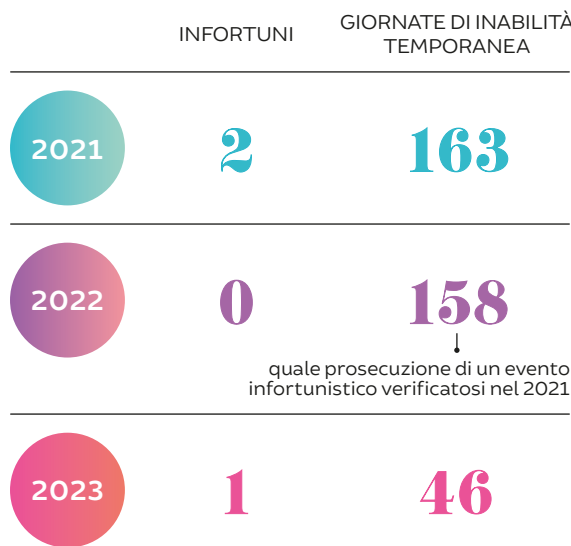 INFORTUNI
GIORNATE DI INABILITÀ
TEMPORANEA
2021 2 163
2022 0 158
quale prosecuzione di un evento
infortunistico verificatosi nel 2021
2023 1 46